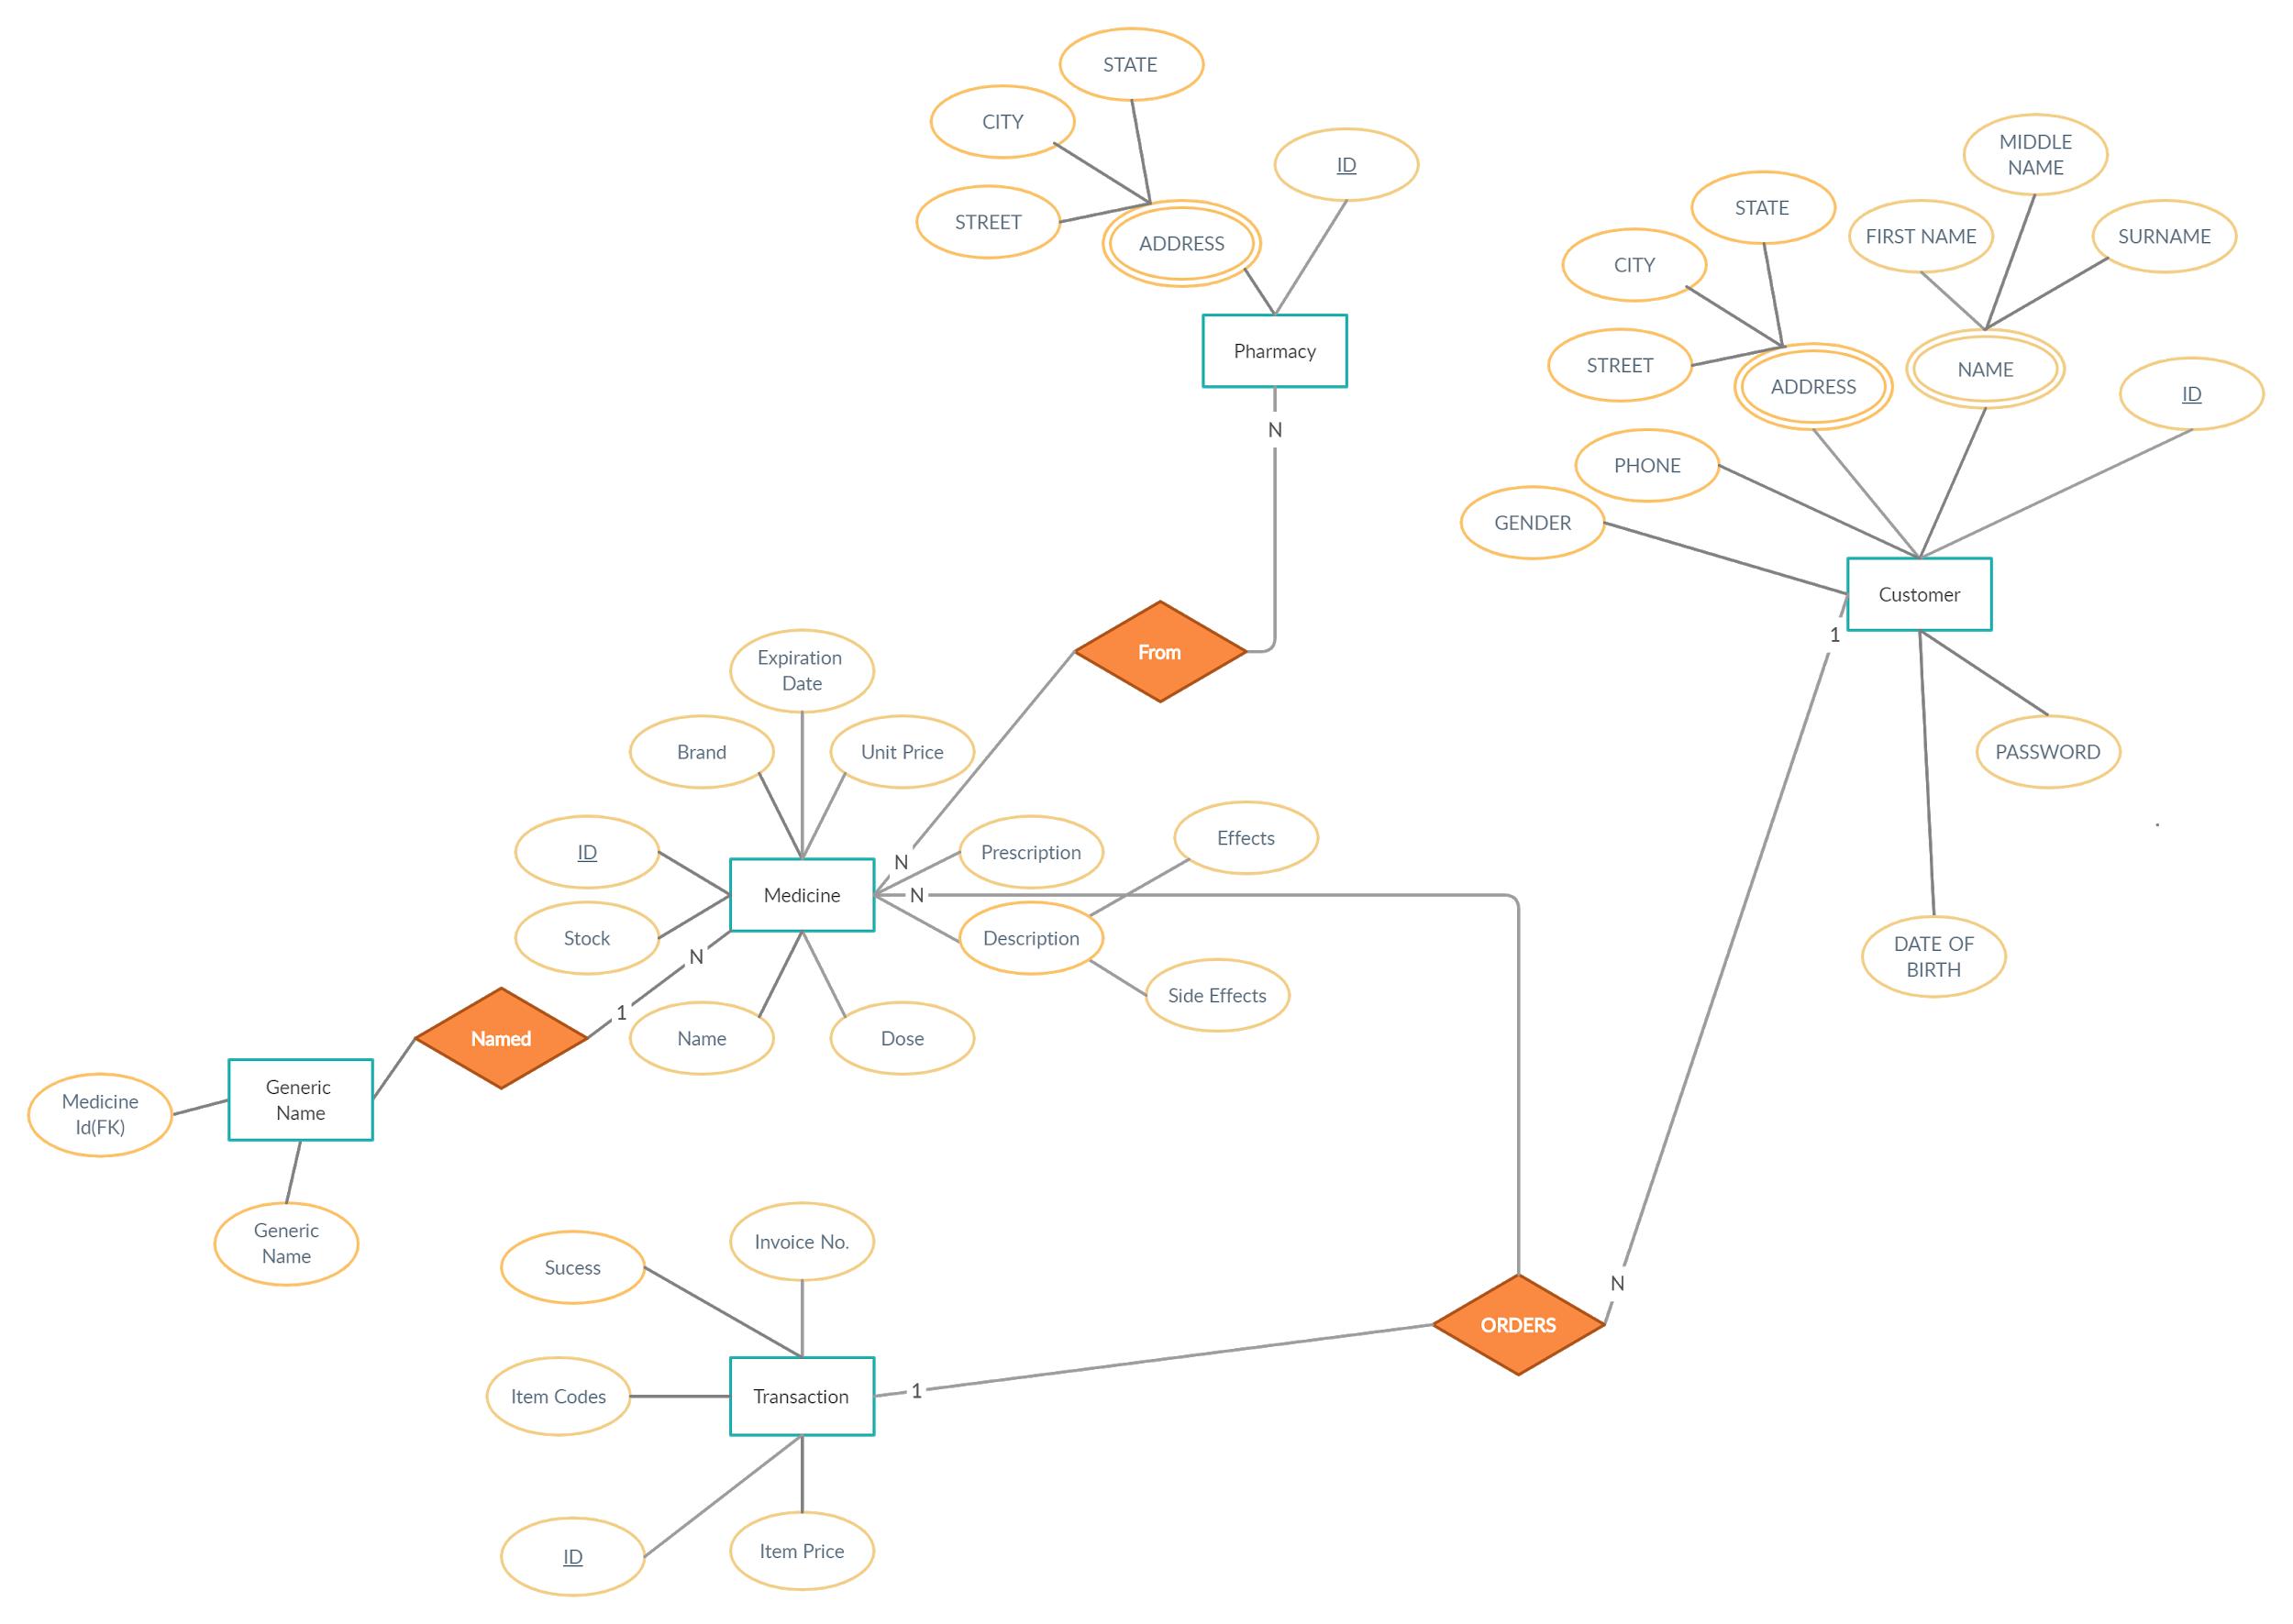 STATE
CITY
ID
STREET
ADDRESS
Pharmacy
N
MIDDLE
NAME
STATE
FIRST NAME
SURNAME
CITY
STREET
ADDRESS
NAME
ID
PHONE
GENDER
Customer
1
From
Expiration
Date
Brand
Unit Price
PASSWORD
Effects
ID
N
Prescription
Medicine
N
Stock
Description
N
DATE OF
BIRTH
Side Effects
1
Named
Name
Dose
Generic
Name
Medicine
Id(FK)
Generic
Name
Invoice No.
Sucess
N
ORDERS
Item Codes
Transaction
1
ID
Item Price